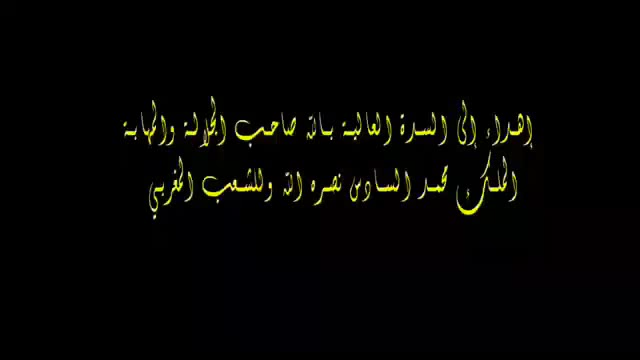 إهداء إلى السدة العالية بالله صاحب الجلالة والمهابة
الملك محمد السادس نصره الله وللشعب المغربي